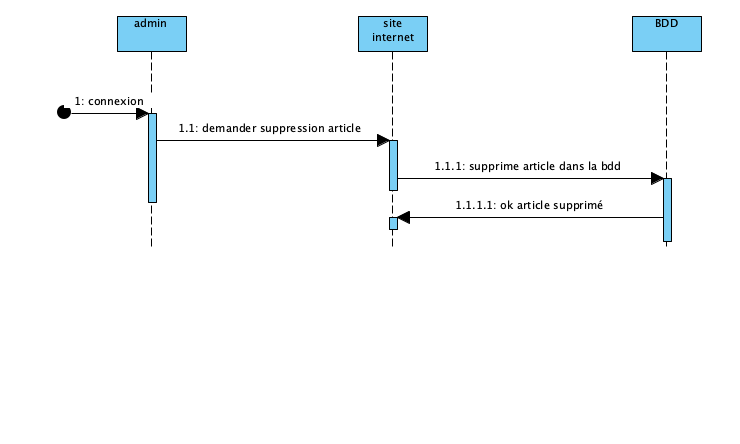 admin
site
internet
BDD
1: connexion
1.1: demander suppression article
1.1.1: supprime article dans la bdd
1.1.1.1: ok article supprimé